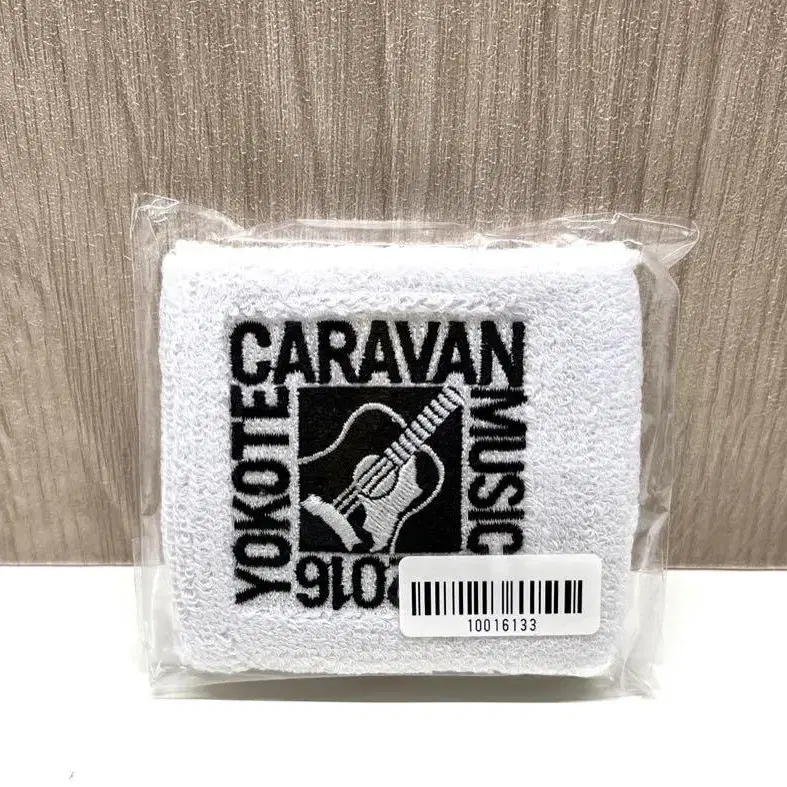 YOKOTE
CARAVAN
MUSIC
2016
10016133